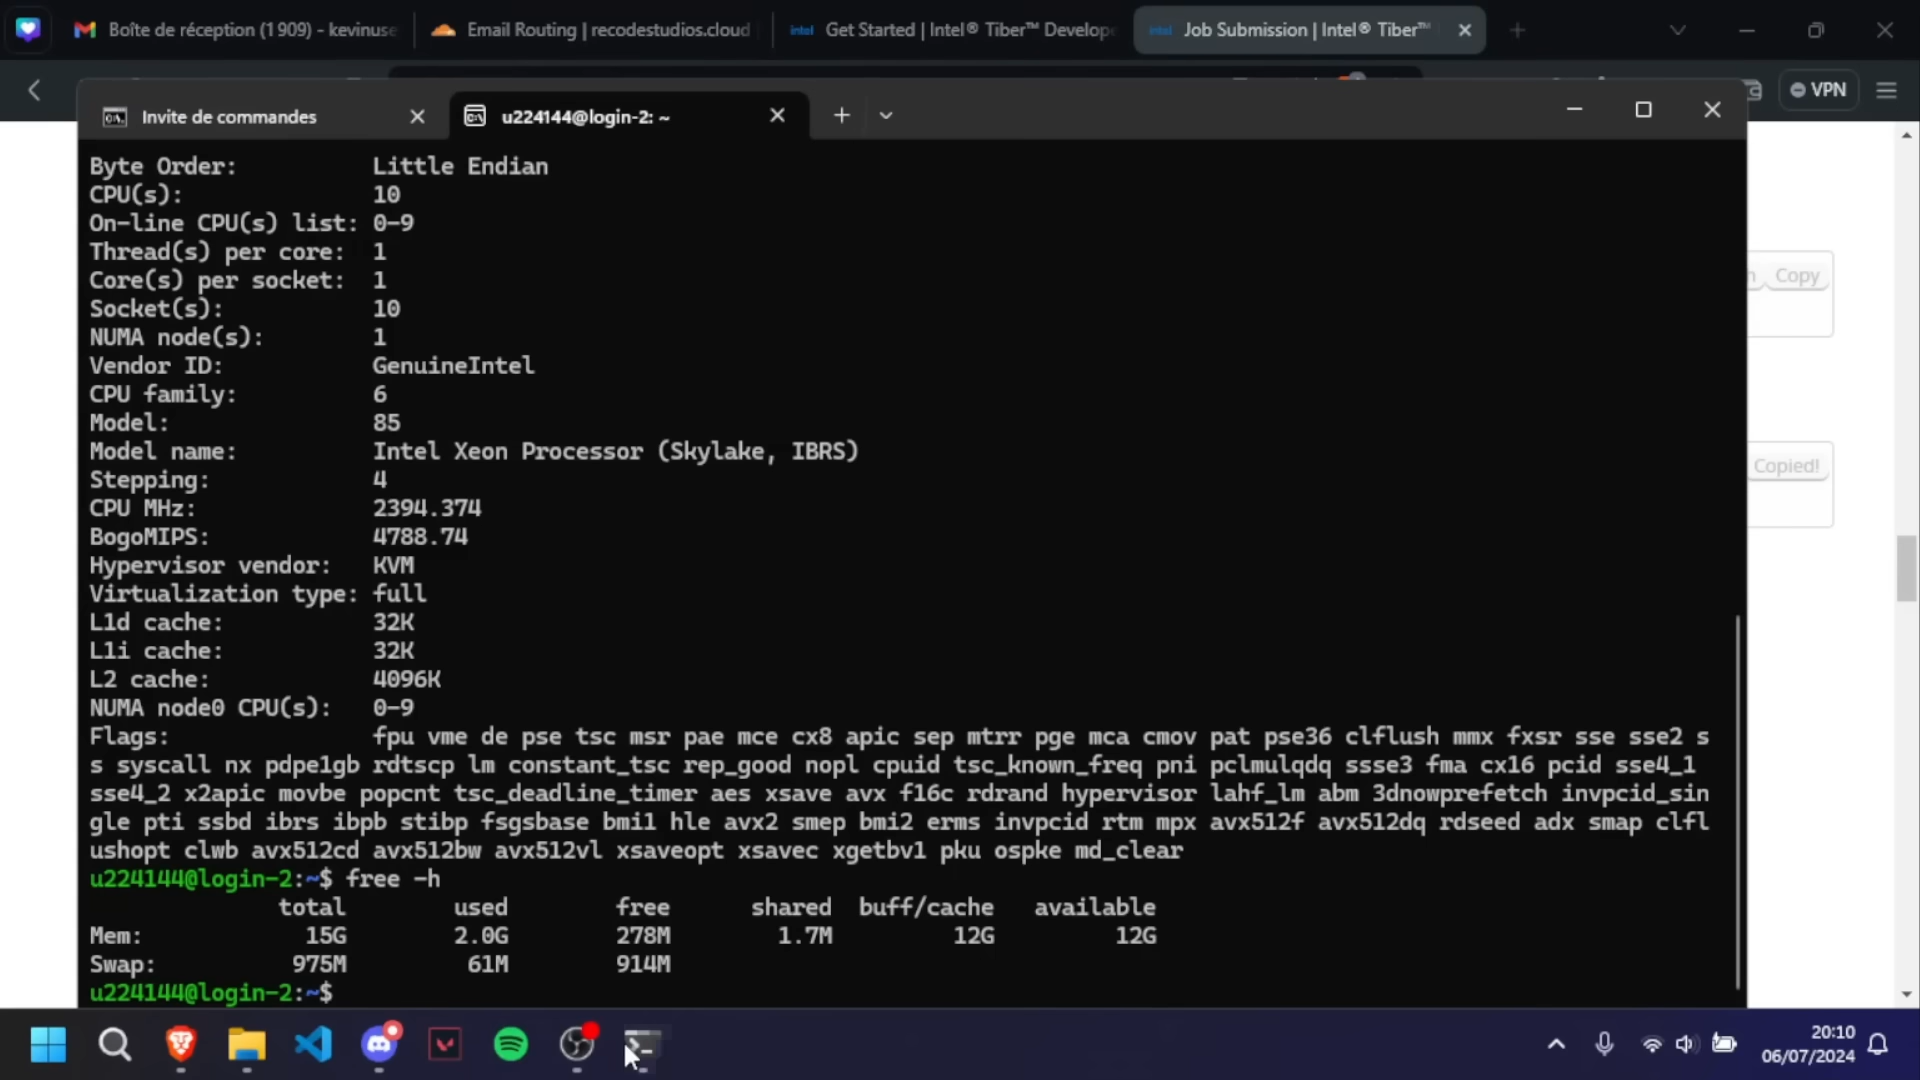 Boîte de réception (1 909) - kevinuse
Email Routing | recodestudios.cloud
intel Get Started | Intel® Tiber™ Develope
intel Job Submission | Intel® Tiber™
VPN
Invite de commandes
u224144@login-2: ~
Copy
Copied!
Byte Order: Little Endian
CPU(s): 10
On-line CPU(s) list: 0-9
Thread(s) per core: 1
Core(s) per socket: 1
Socket(s): 10
NUMA node(s): 1
Vendor ID: GenuineIntel
CPU family: 6
Model: 85
Model name: Intel Xeon Processor (Skylake, IBRS)
Stepping: 4
CPU MHz: 2394.374
BogoMIPS: 4788.74
Hypervisor vendor: KVM
Virtualization type: full
L1d cache: 32K
L1i cache: 32K
L2 cache: 4096K
NUMA node0 CPU(s): 0-9
Flags: fpu vme de pse tsc msr pae mce cx8 apic sep mtrr pge mca cmov pat pse36 clflush mmx fxsr sse sse2 s
s syscall nx pdpe1gb rdtscp lm constant_tsc rep_good nopl cpuid tsc_known_freq pni pclmulqdq ssse3 fma cx16 pcid sse4_1
sse4_2 x2apic movbe popcnt tsc_deadline_timer aes xsave avx f16c rdrand hypervisor lahf_lm abm 3dnowprefetch invpcid_sin
gle pti ssbd ibrs ibpb stibp fsgsbase bmi1 hle avx2 smep bmi2 erms invpcid rtm mpx avx512f avx512dq rdseed adx smap clfl
ushopt clwb avx512cd avx512bw avx512vl xsaveopt xsavec xgetbv1 pku ospke md_clear
u224144@login-2:~$ free -h
total used free shared buff/cache available
Mem: 15G 2.0G 278M 1.7M 12G 12G
Swap: 975M 61M 914M
u224144@login-2:~$
20:10
06/07/2024